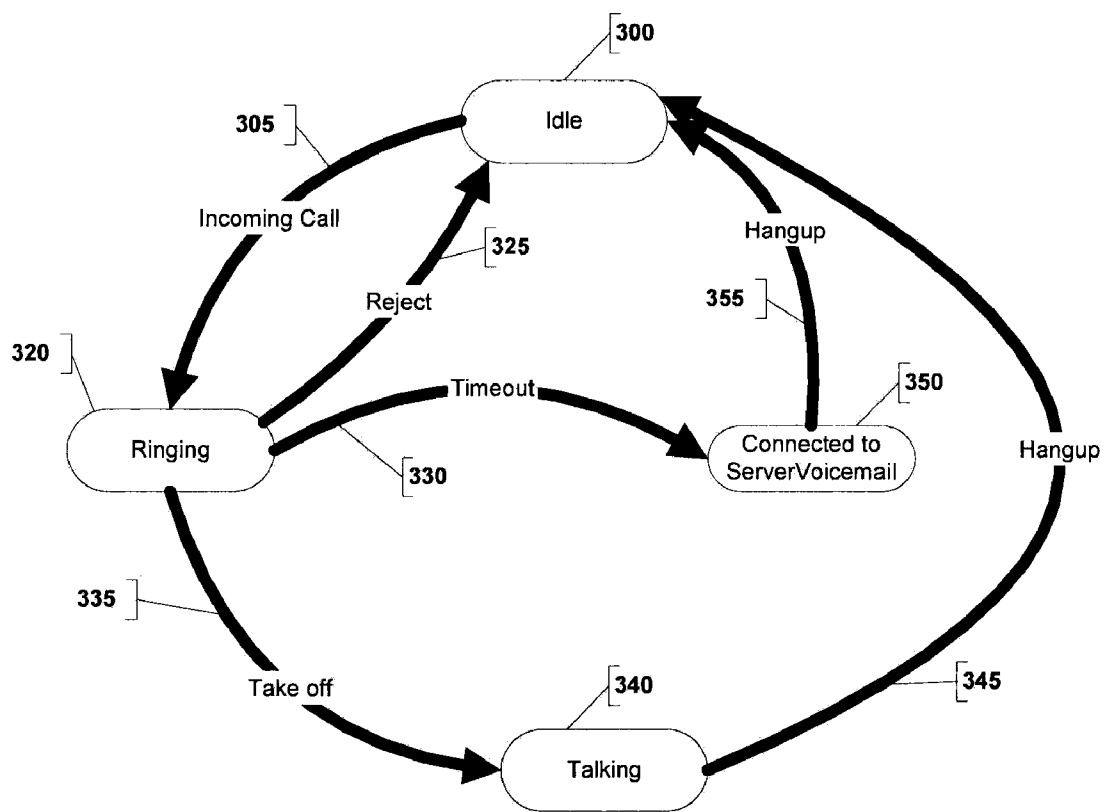 300
Idle
305
Incoming Call
325
Hangup
Reject
355
320
Timeout
350
Ringing
Connected to
ServerVoicemail
Hangup
330
335
Take off
340
345
Talking